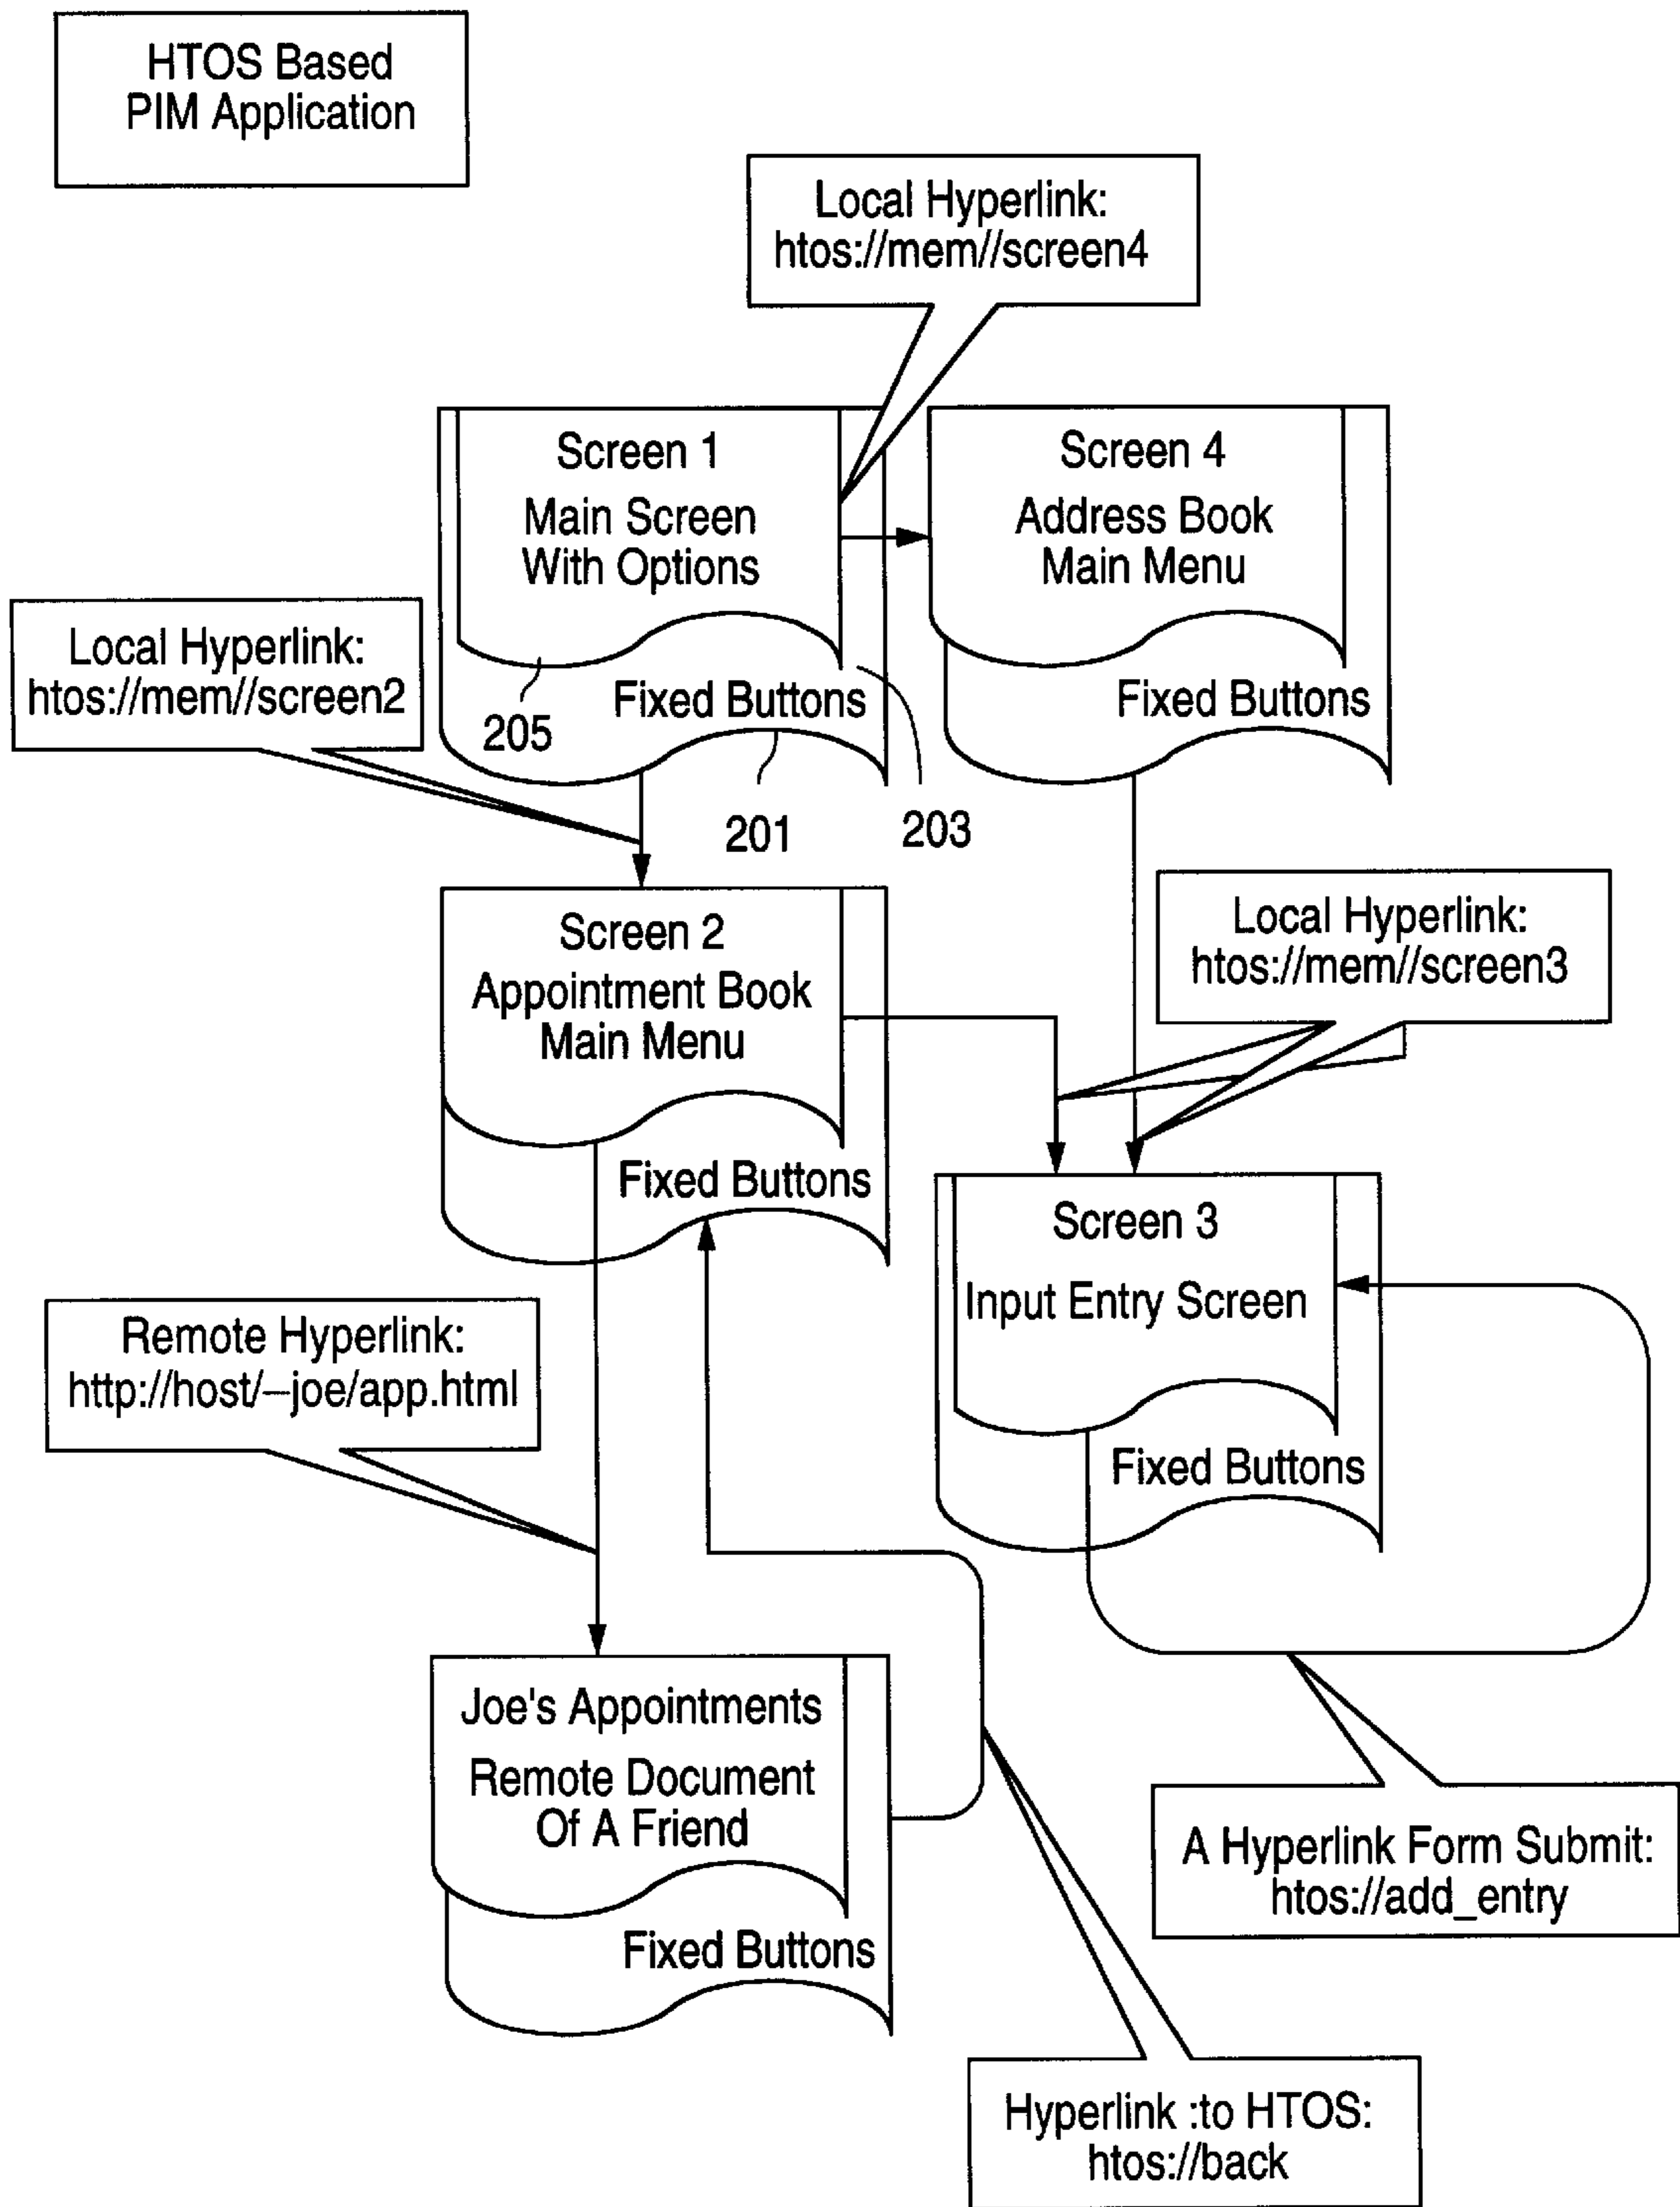 HTOS Based
PIM Application
Local Hyperlink:
htos://mem//screen4
Screen 1
Main Screen
With Options
Screen 4
Address Book
Main Menu
Local Hyperlink:
htos://mem//screen2
205
Fixed Buttons
201
203
Fixed Buttons
Screen 2
Appointment Book
Main Menu
Fixed Buttons
Local Hyperlink:
htos://mem//screen3
Screen 3
Input Entry Screen
Fixed Buttons
Remote Hyperlink:
http://host/–joe/app.html
Joe's Appointments
Remote Document
Of A Friend
Fixed Buttons
A Hyperlink Form Submit:
htos://add_entry
Hyperlink :to HTOS:
htos://back